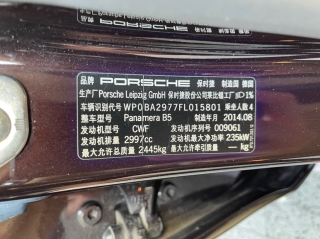 品牌 PORSCHE 保时捷 制造国 德国
生产厂 Porsche Leipzig GmbH 保时捷股份公司莱比锡工厂 1%
车辆识别代号 WP0BA2977FL015801 乘坐人数 4
整车型号 Panamera B5 制造年月 2014.08
发动机型号 CWF 发动机号 009061
发动机排量 2997cc 发动机最大净功率 235kW
最大允许总质量 2445kg 最大允许牵引质量 — kg